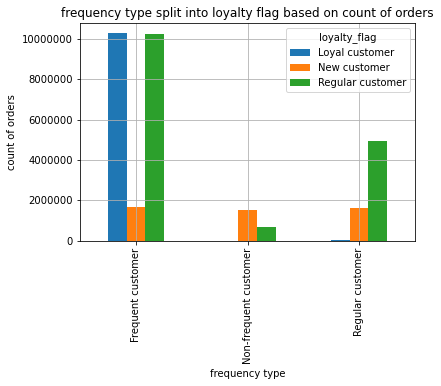 frequency type split into loyalty flag based on count of orders
loyalty_flag
Loyal customer
New customer
Regular customer
count of orders
10000000
8000000
6000000
4000000
2000000
0
Frequent customer
Non-frequent customer
Regular customer
frequency type